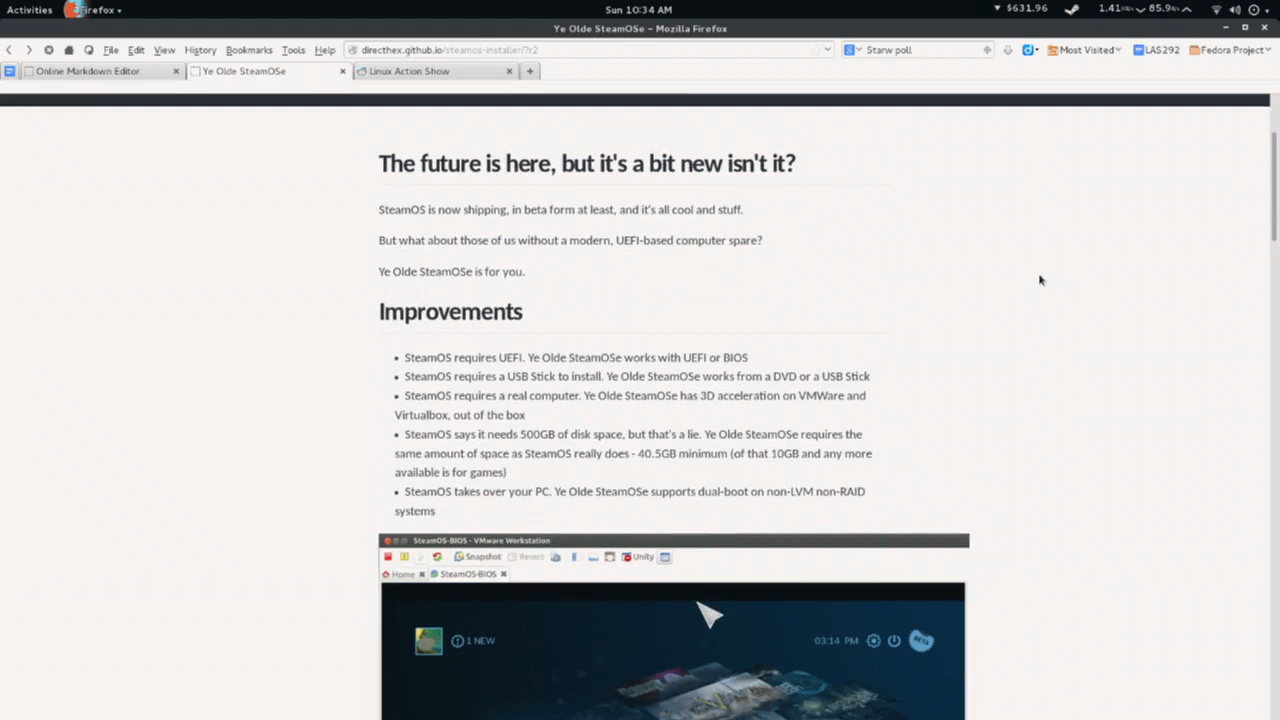 Activities
Firefox
Sun 10:34 AM
$631.96
1.41
85.9
Ye Olde SteamOSe – Mozilla Firefox
File Edit View History Bookmarks Tools Help
directhex.github.io/steamos-installer/?r2
Starw poll
Most Visited
LAS292
Fedora Project
Online Markdown Editor
Ye Olde SteamOSe
Linux Action Show
The future is here, but it's a bit new isn't it?
SteamOS is now shipping, in beta form at least, and it's all cool and stuff.
But what about those of us without a modern, UEFI-based computer spare?
Ye Olde SteamOSe is for you.
Improvements
• SteamOS requires UEFI. Ye Olde SteamOSe works with UEFI or BIOS
• SteamOS requires a USB Stick to install. Ye Olde SteamOSe works from a DVD or a USB Stick
• SteamOS requires a real computer. Ye Olde SteamOSe has 3D acceleration on VMWare and
Virtualbox, out of the box
• SteamOS says it needs 500GB of disk space, but that's a lie. Ye Olde SteamOSe requires the
same amount of space as SteamOS really does - 40.5GB minimum (of that 10GB and any more
available is for games)
• SteamOS takes over your PC. Ye Olde SteamOSe supports dual-boot on non-LVM non-RAID
systems
SteamOS-BIOS - VMware Workstation
Snapshot Revert Unity
Home SteamOS-BIOS
1 NEW
03:14 PM
BETA